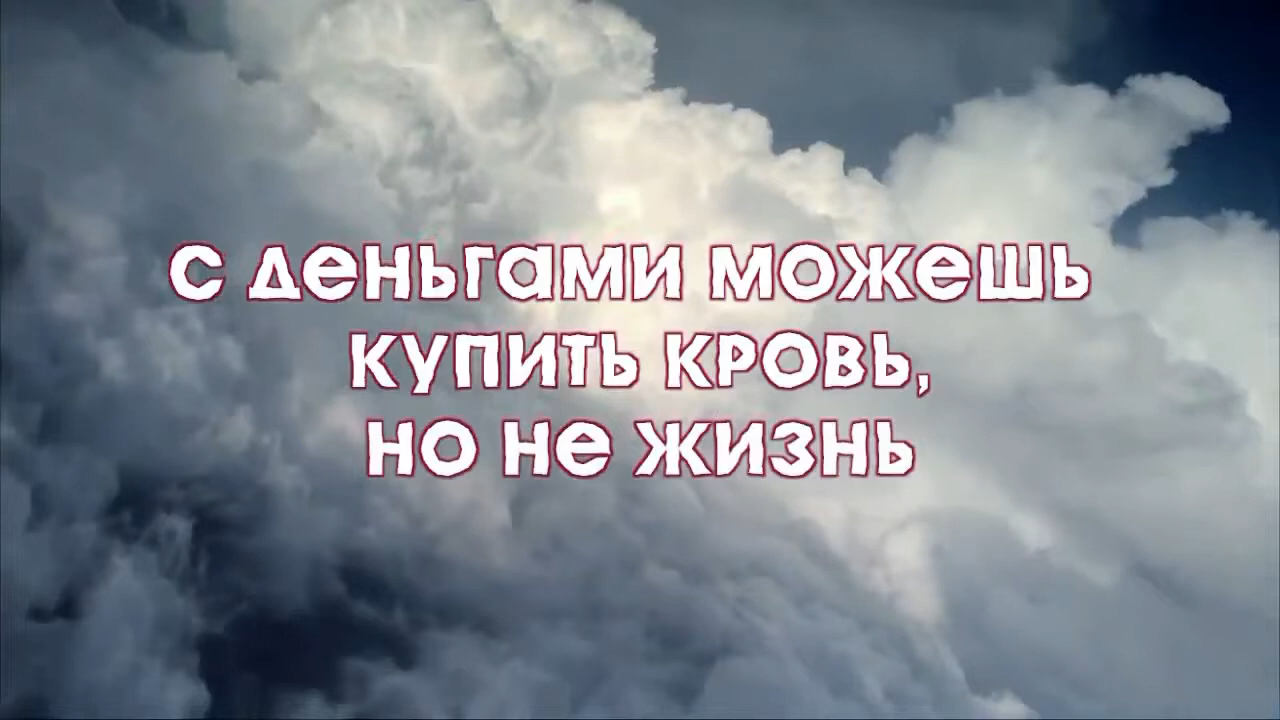 с деньгами можешь
купить кровь,
но не жизнь